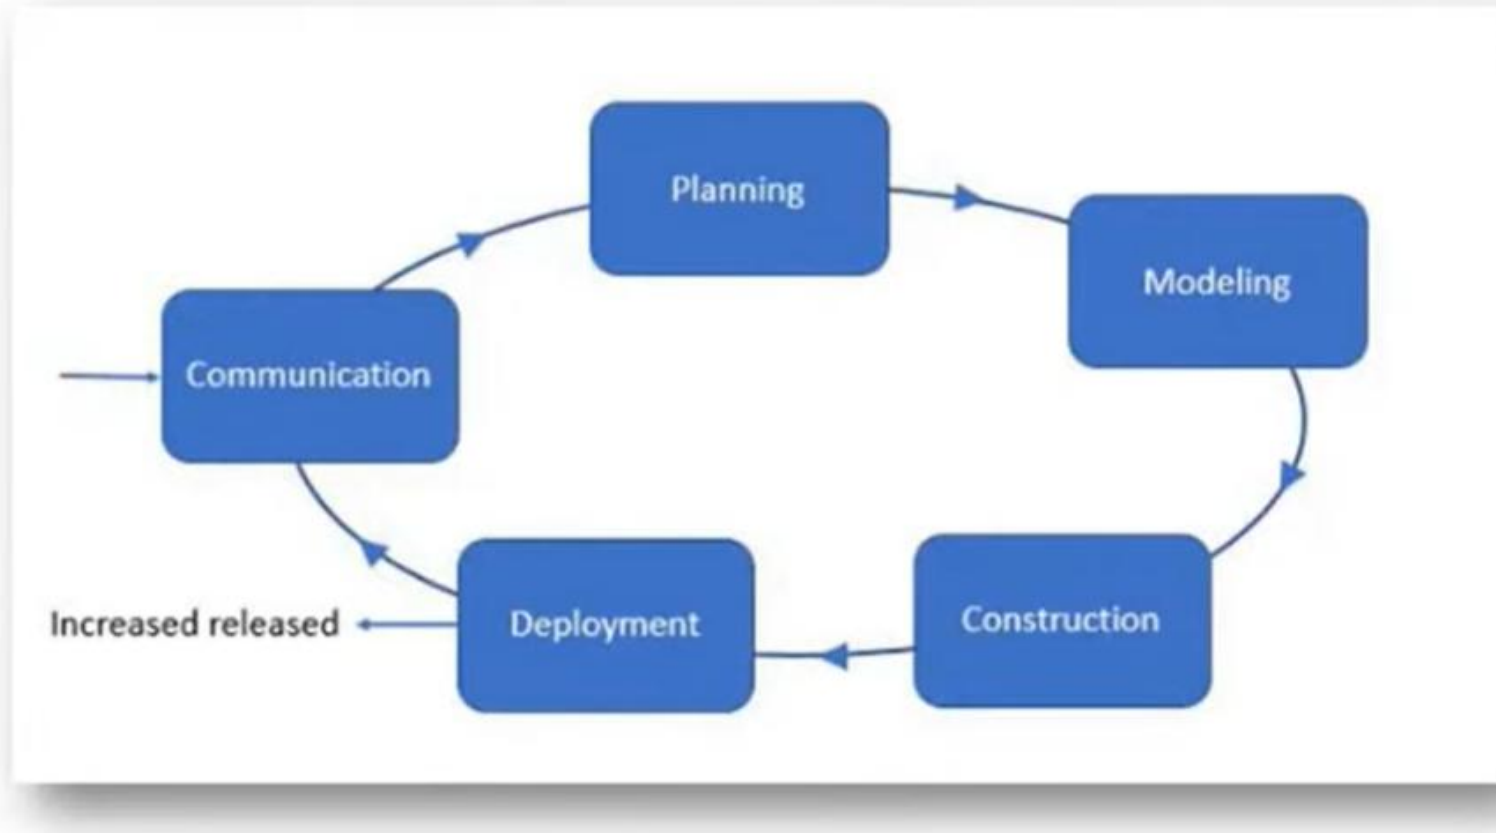 Planning
Modeling
Communication
Construction
Deployment
Increased released